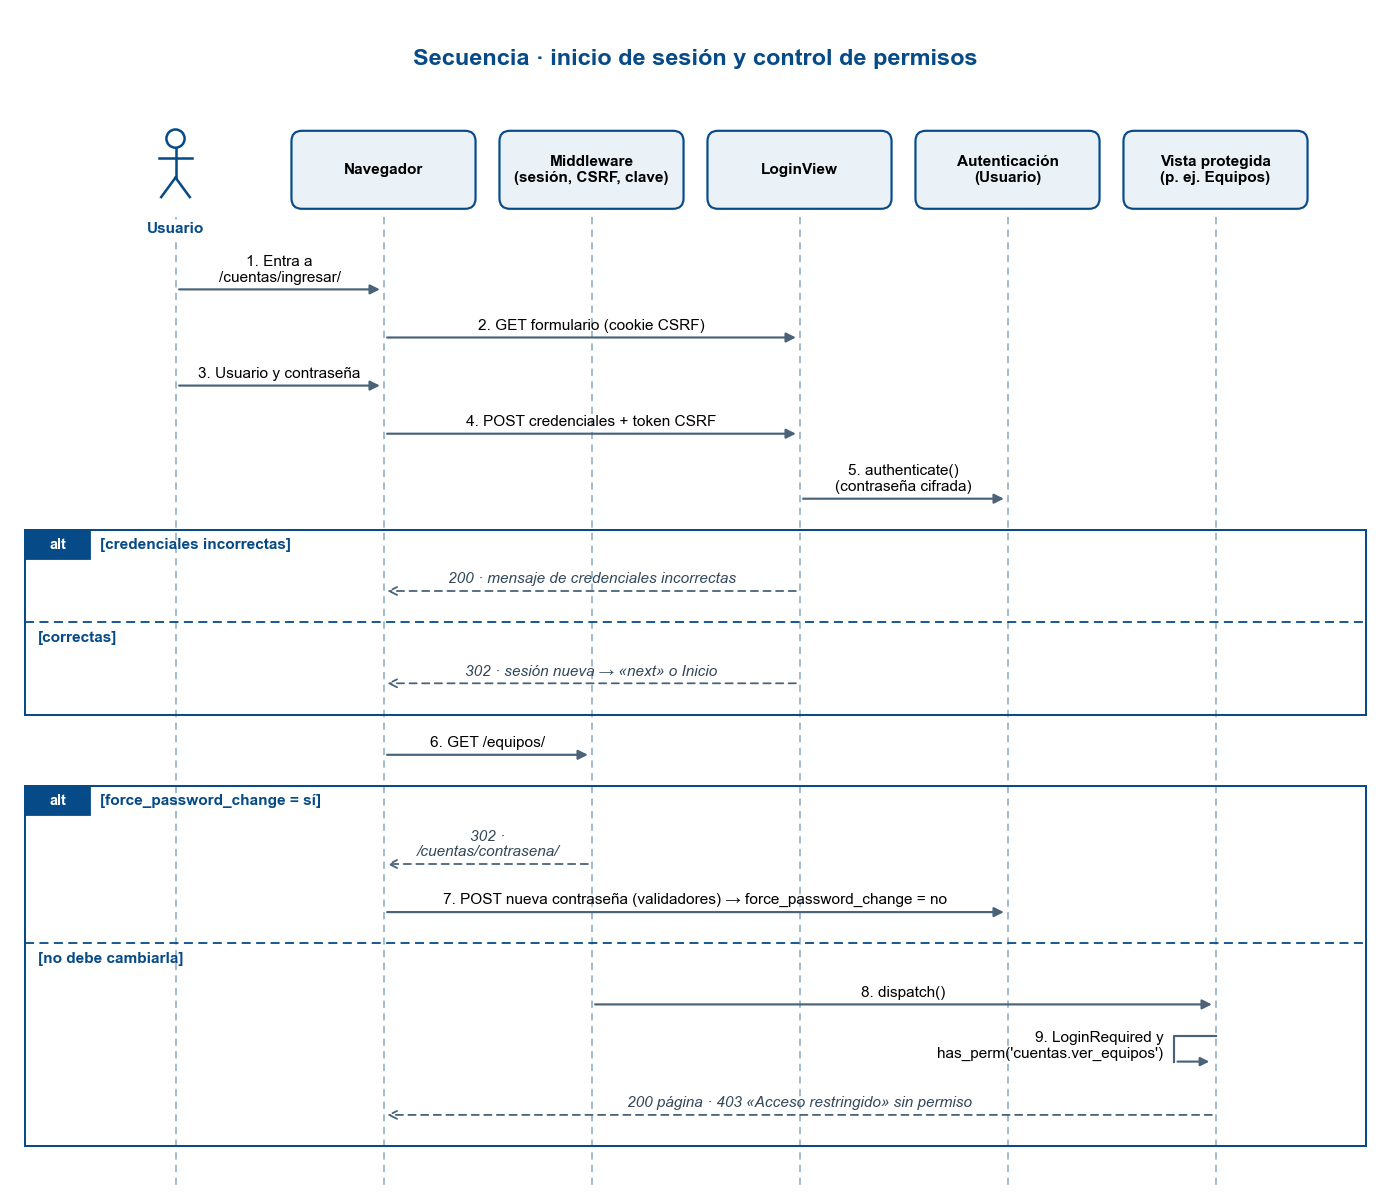 Secuencia · inicio de sesión y control de permisos
Usuario
Navegador
Middleware
(sesión, CSRF, clave)
LoginView
Autenticación
(Usuario)
Vista protegida
(p. ej. Equipos)
1. Entra a
/cuentas/ingresar/
2. GET formulario (cookie CSRF)
3. Usuario y contraseña
4. POST credenciales + token CSRF
5. authenticate()
(contraseña cifrada)
alt
[credenciales incorrectas]
200 · mensaje de credenciales incorrectas
[correctas]
302 · sesión nueva → «next» o Inicio
6. GET /equipos/
alt
[force_password_change = sí]
302 ·
/cuentas/contrasena/
7. POST nueva contraseña (validadores) → force_password_change = no
[no debe cambiarla]
8. dispatch()
9. LoginRequired y
has_perm('cuentas.ver_equipos')
200 página · 403 «Acceso restringido» sin permiso